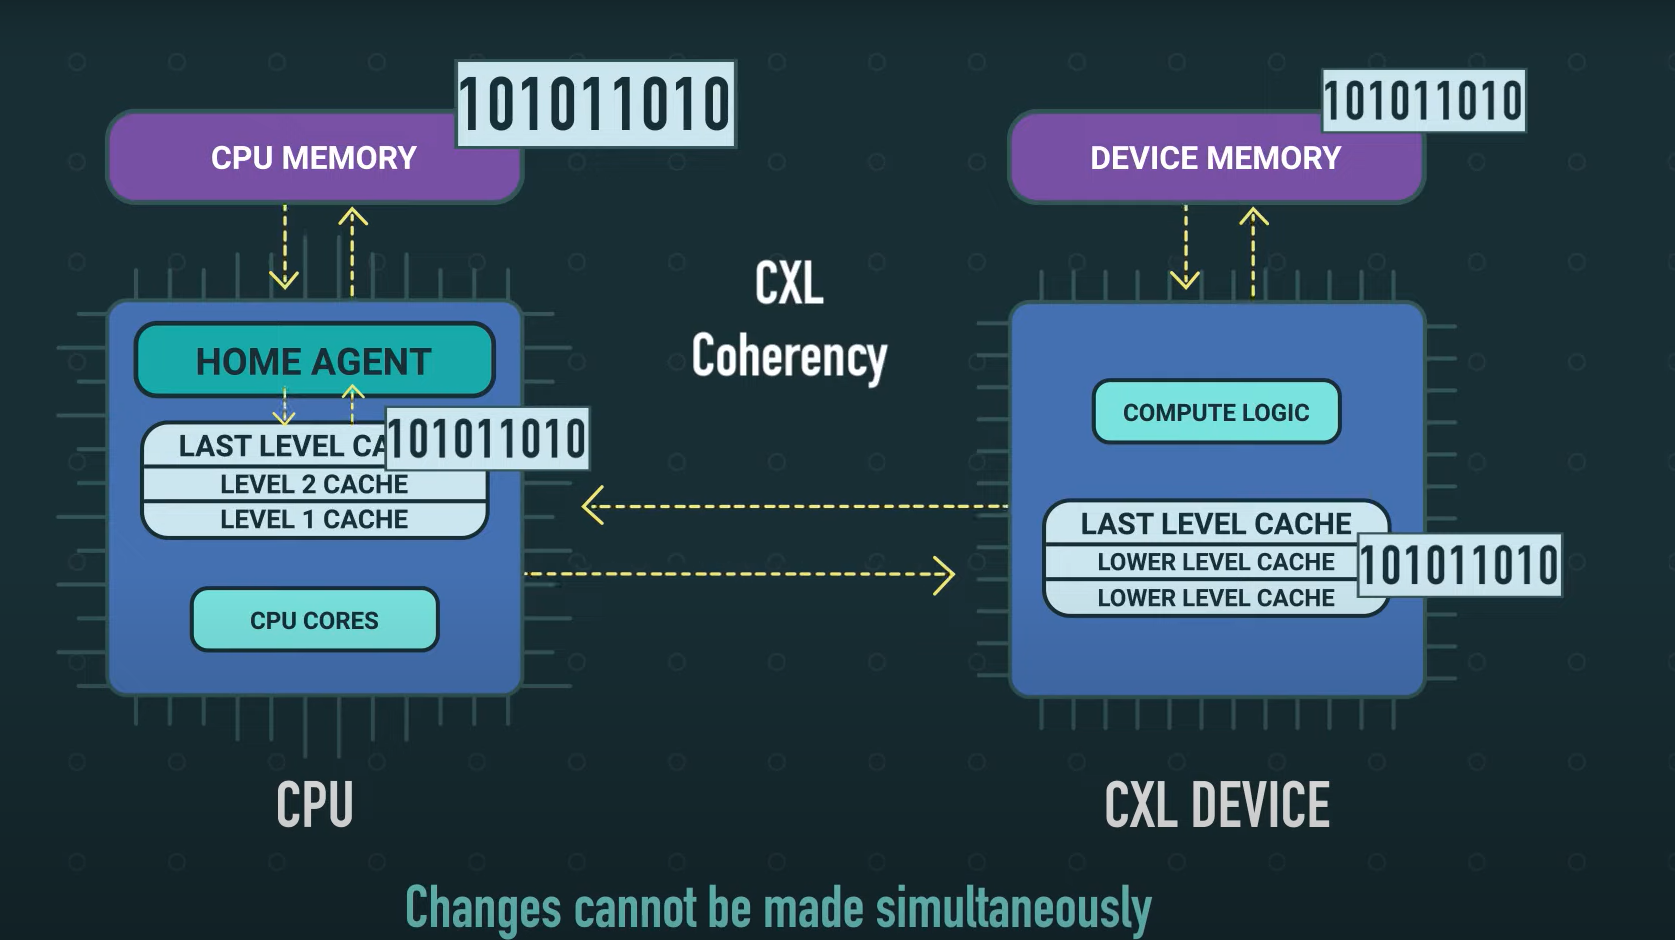 101011010
101011010
CPU MEMORY
DEVICE MEMORY
CXL
Coherency
HOME AGENT
LAST LEVEL CA
101011010
LEVEL 2 CACHE
LEVEL 1 CACHE
CPU CORES
COMPUTE LOGIC
LAST LEVEL CACHE
LOWER LEVEL CACHE
101011010
LOWER LEVEL CACHE
CPU
CXL DEVICE
Changes cannot be made simultaneously